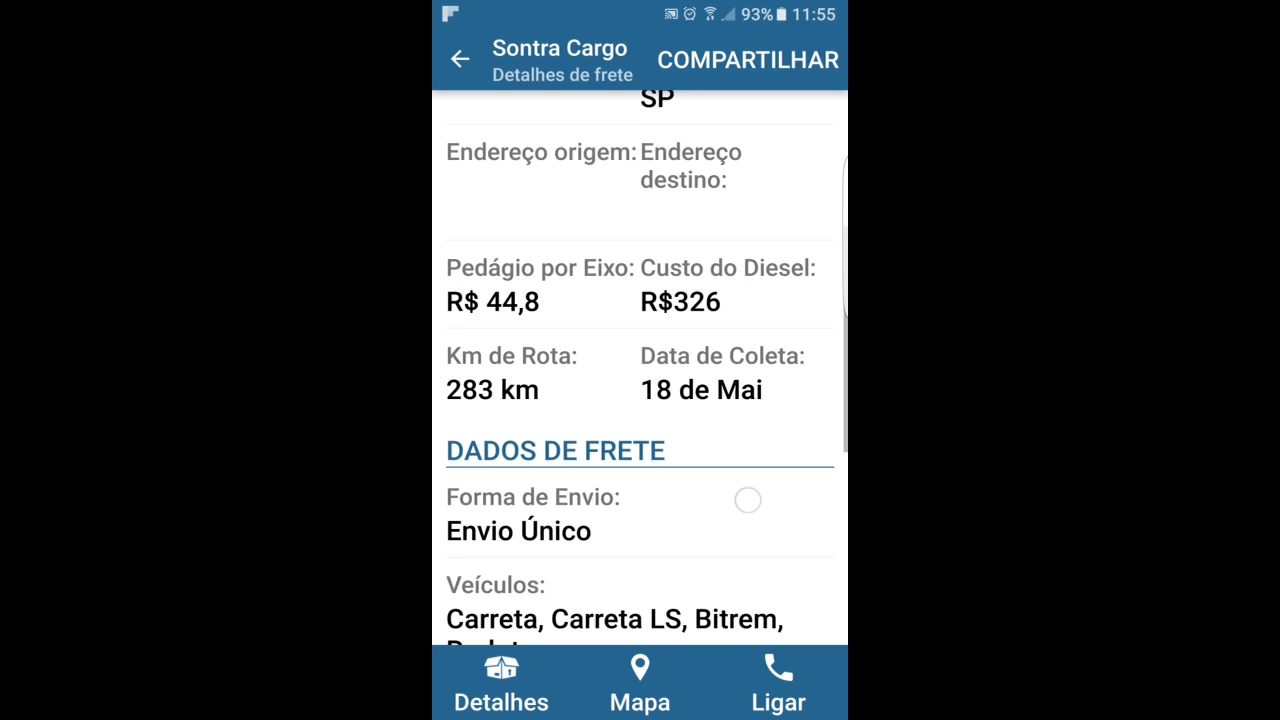 93% 11:55
Sontra Cargo
Detalhes de frete
COMPARTILHAR
SP
Endereço origem: Endereço
destino:
Pedágio por Eixo: Custo do Diesel:
R$ 44,8 R$326
Km de Rota: Data de Coleta:
283 km 18 de Mai
DADOS DE FRETE
Forma de Envio:
Envio Único
Veículos:
Carreta, Carreta LS, Bitrem,
Detalhes Mapa Ligar